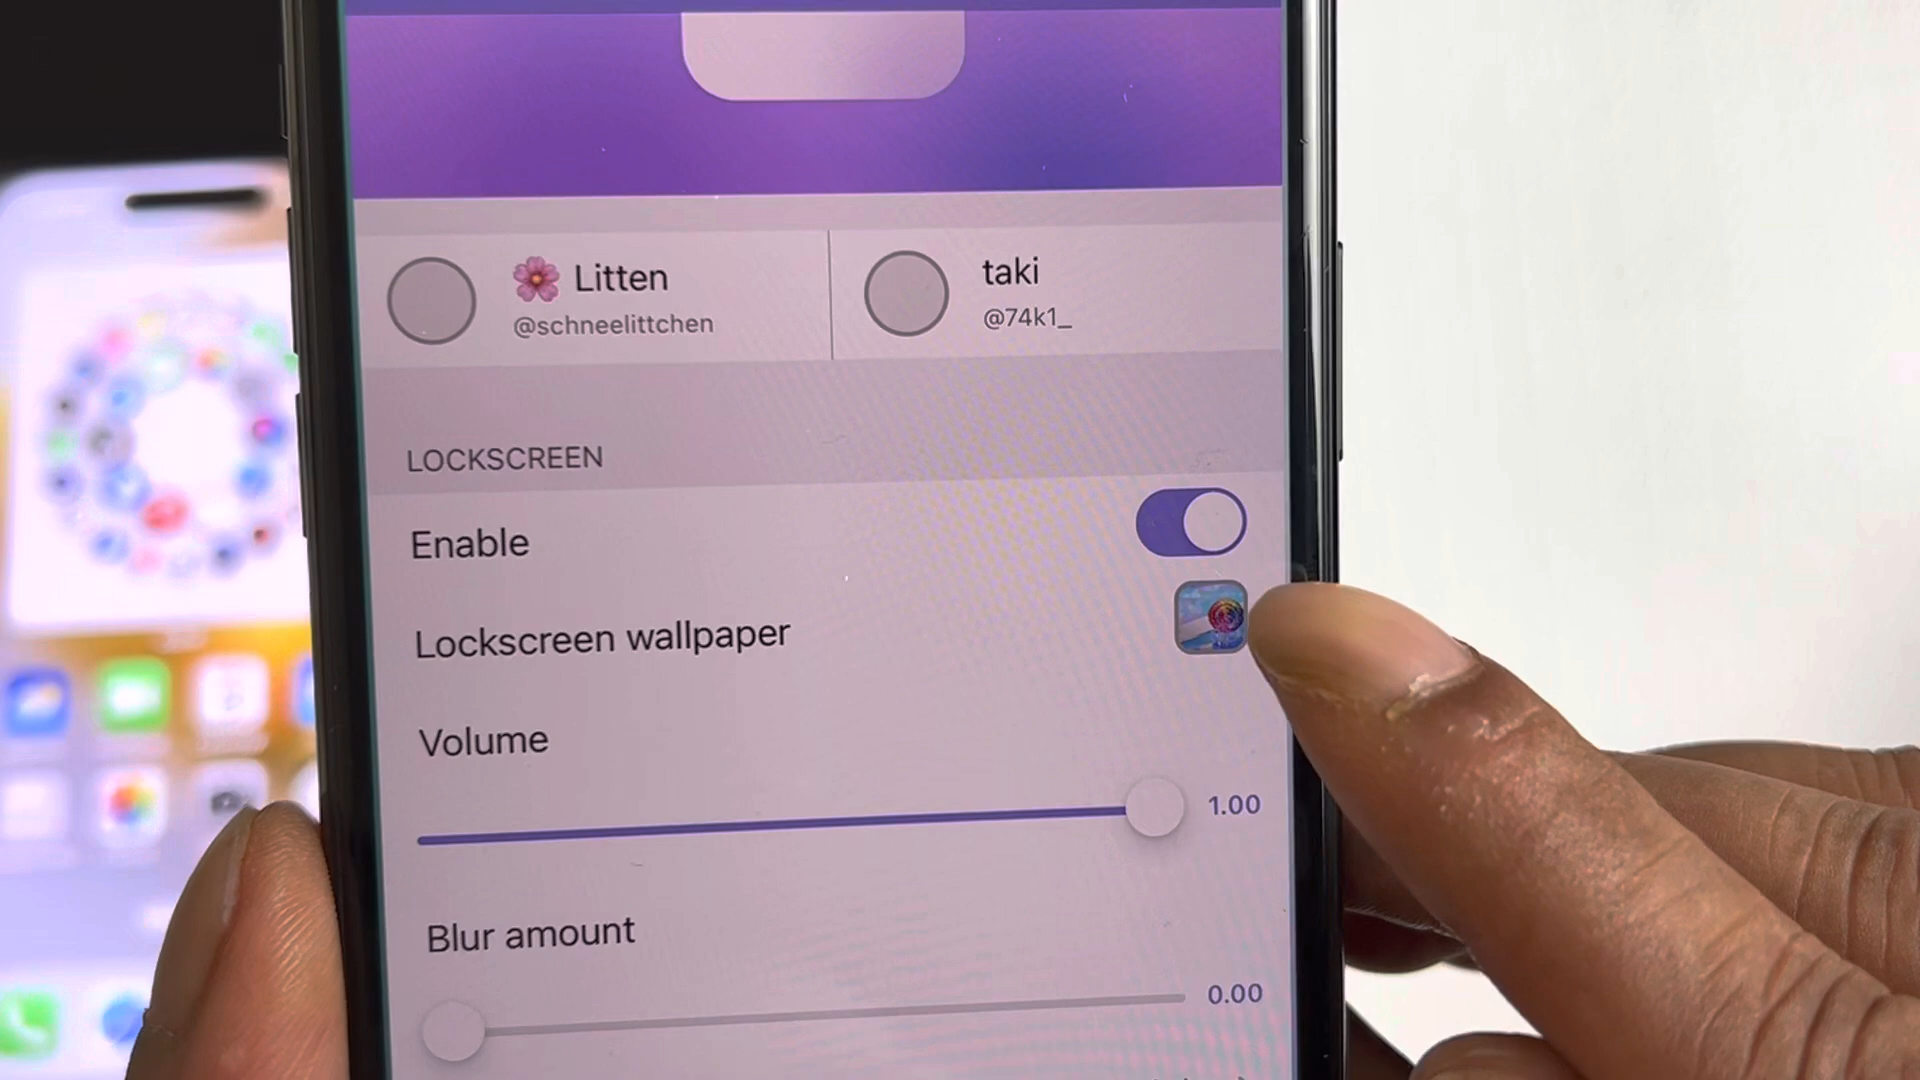 🌸 Litten
@schneelittchen
taki
@74k1_
LOCKSCREEN
Enable
Lockscreen wallpaper
Volume
1.00
Blur amount
0.00